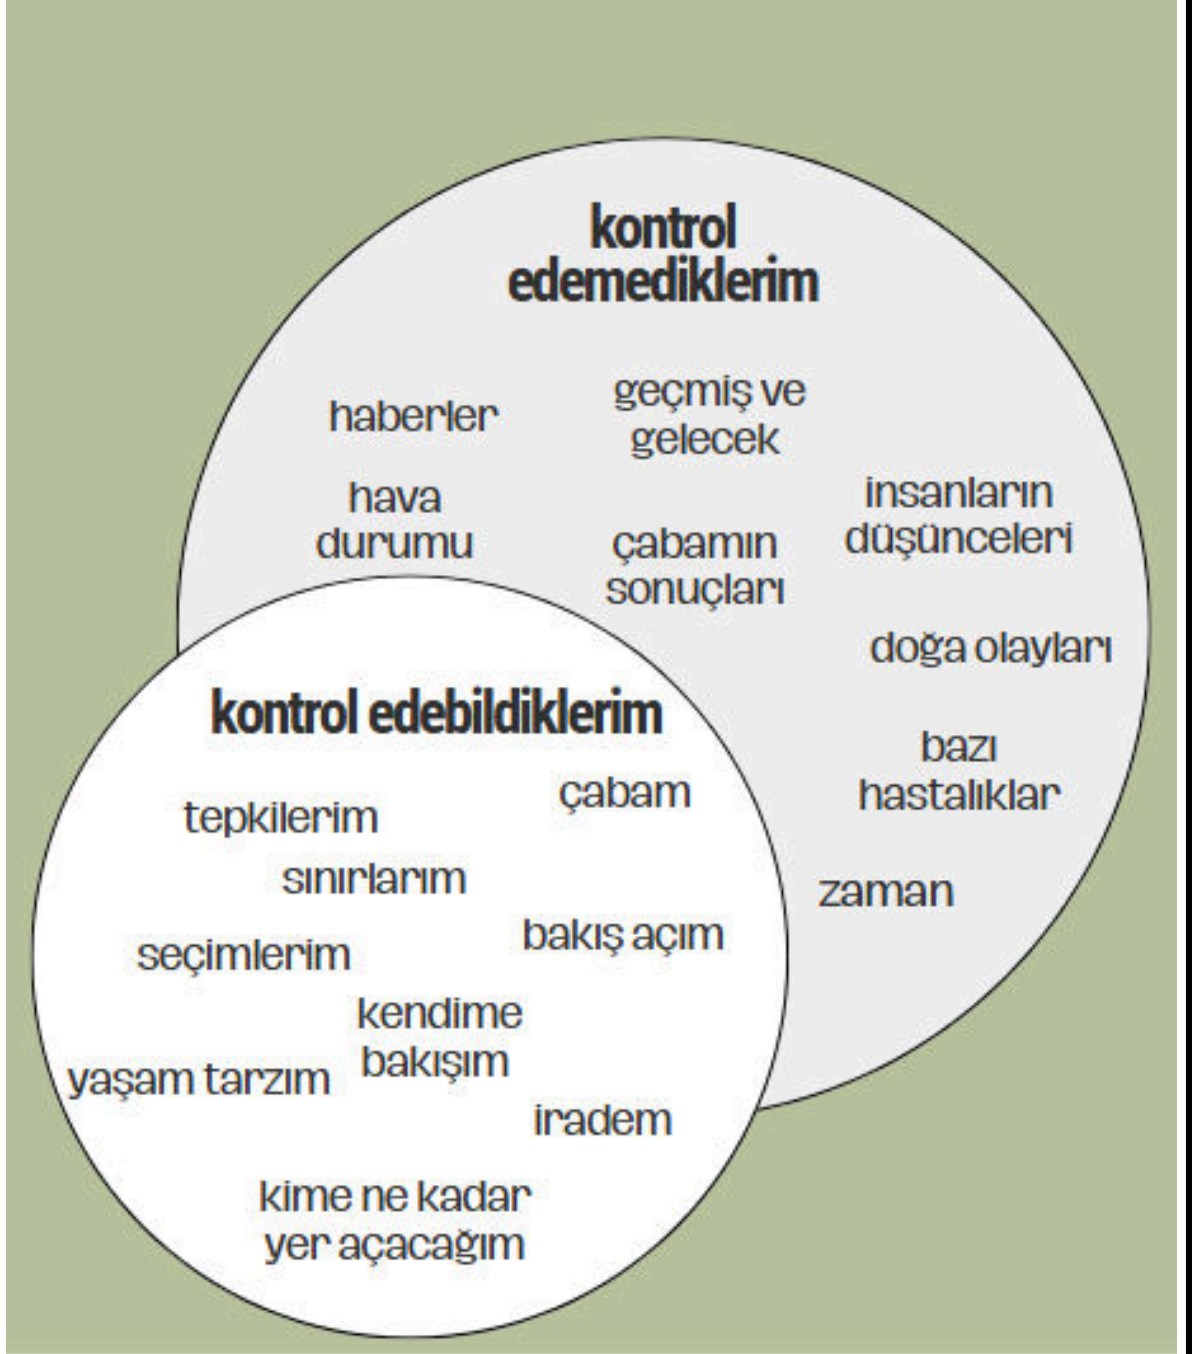 kontrol
edemediklerim
haberler
geçmiş ve
gelecek
hava
durumu
çabamın
sonuçları
insanların
düşünceleri
doğa olayları
bazı
hastalıklar
zaman
kontrol edebildiklerim
tepkilerim
çabam
sınırlarım
seçimlerim
bakış açım
kendime
bakışım
yaşam tarzım
iradem
kime ne kadar
yer açacağım